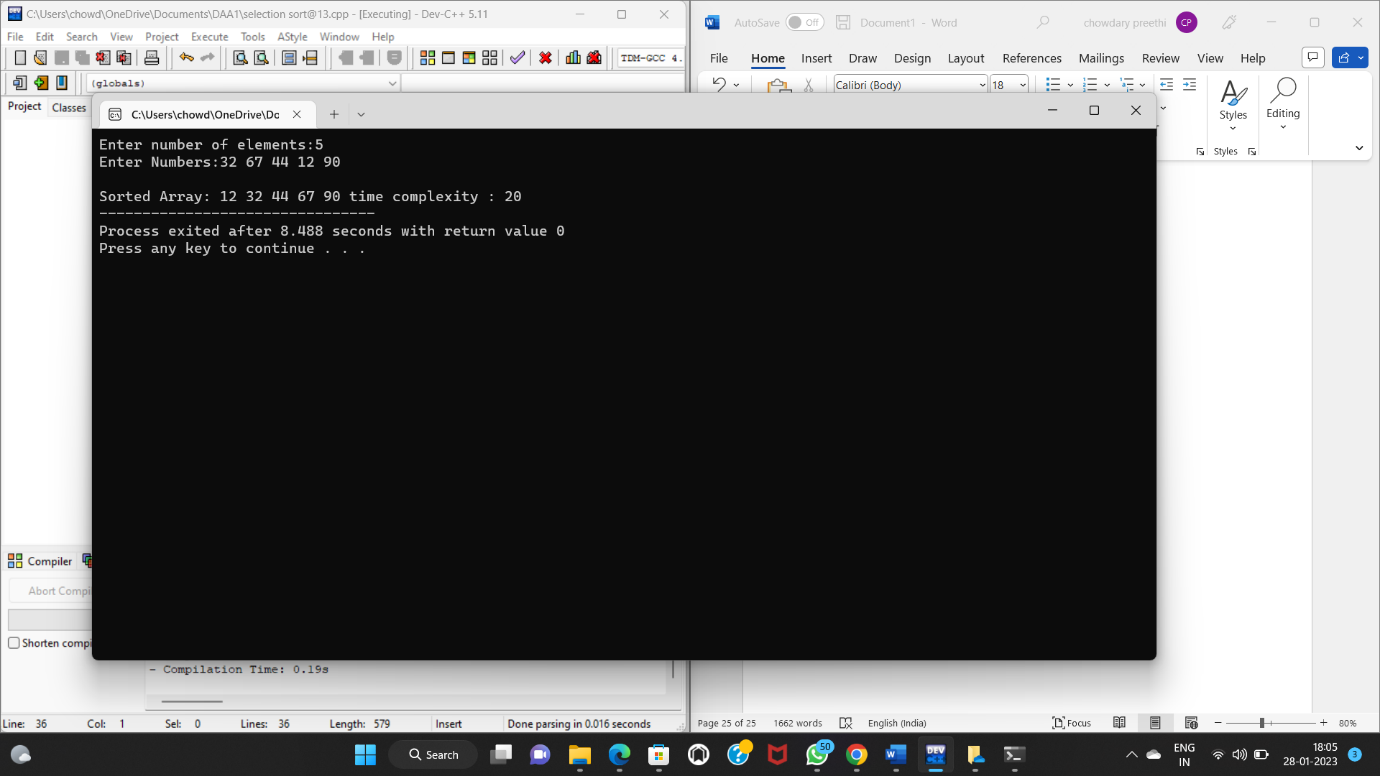 C:\Users\chowd\OneDrive\Documents\DAA1\selection sort@13.cpp - [Executing] - Dev-C++ 5.11
File Edit Search View Project Execute Tools AStyle Window Help
TDM-GCC 4.
(globals)
Project Classes
AutoSave Off Document1 - Word chowdary preethi CP
File Home Insert Draw Design Layout References Mailings Review View Help
Calibri (Body) 18
Styles Editing
Styles
C:\Users\chowd\OneDrive\Do
Enter number of elements:5
Enter Numbers:32 67 44 12 90
Sorted Array: 12 32 44 67 90 time complexity : 20
--------------------------------
Process exited after 8.488 seconds with return value 0
Press any key to continue . . .
Compiler
Abort Compi
Shorten compi
- Compilation Time: 0.19s
Line: 36 Col: 1 Sel: 0 Lines: 36 Length: 579 Insert Done parsing in 0.016 seconds
Page 25 of 25 1662 words English (India) Focus 80%
Search
DEV
50
ENG
IN
18:05
28-01-2023
3